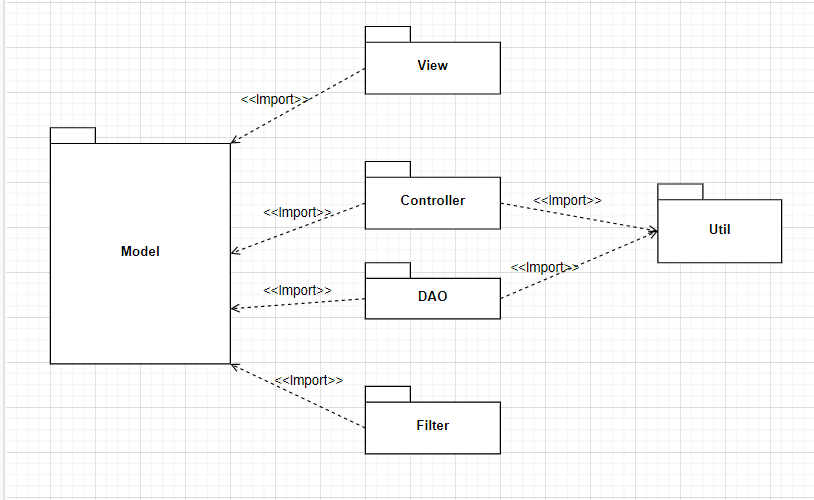 View
<<Import>>
Controller
<<Import>>
<<Import>>
Util
Model
<<Import>>
<<Import>>
DAO
<<Import>>
Filter